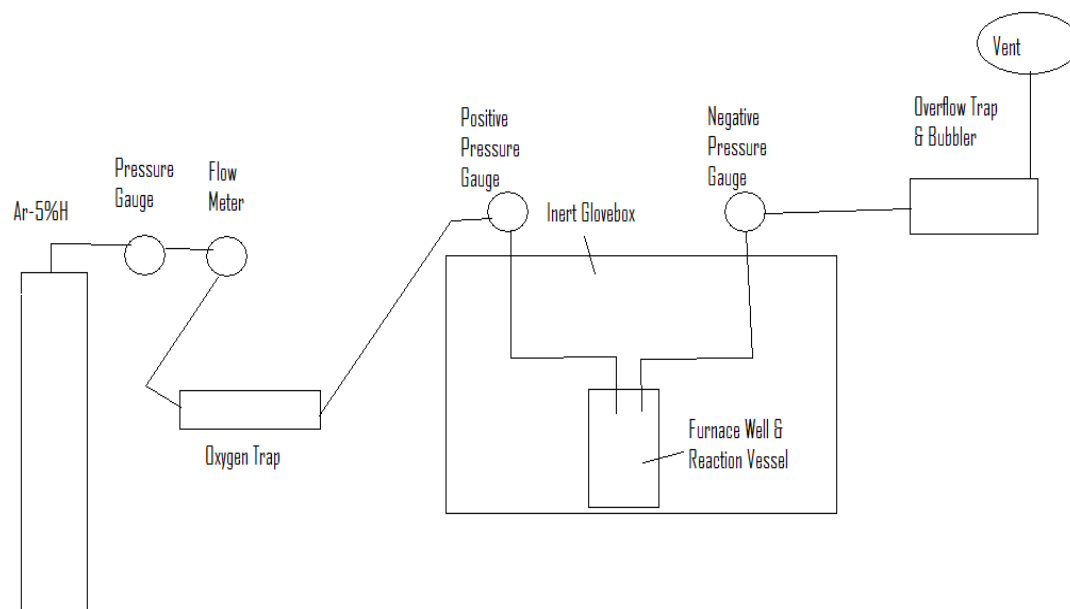 Vent
Overflow Trap
& Bubbler
Positive
Pressure
Gauge
Negative
Pressure
Gauge
Pressure
Gauge
Flow
Meter
Ar-5%H
Inert Glovebox
Furnace Well &
Reaction Vessel
Oxygen Trap